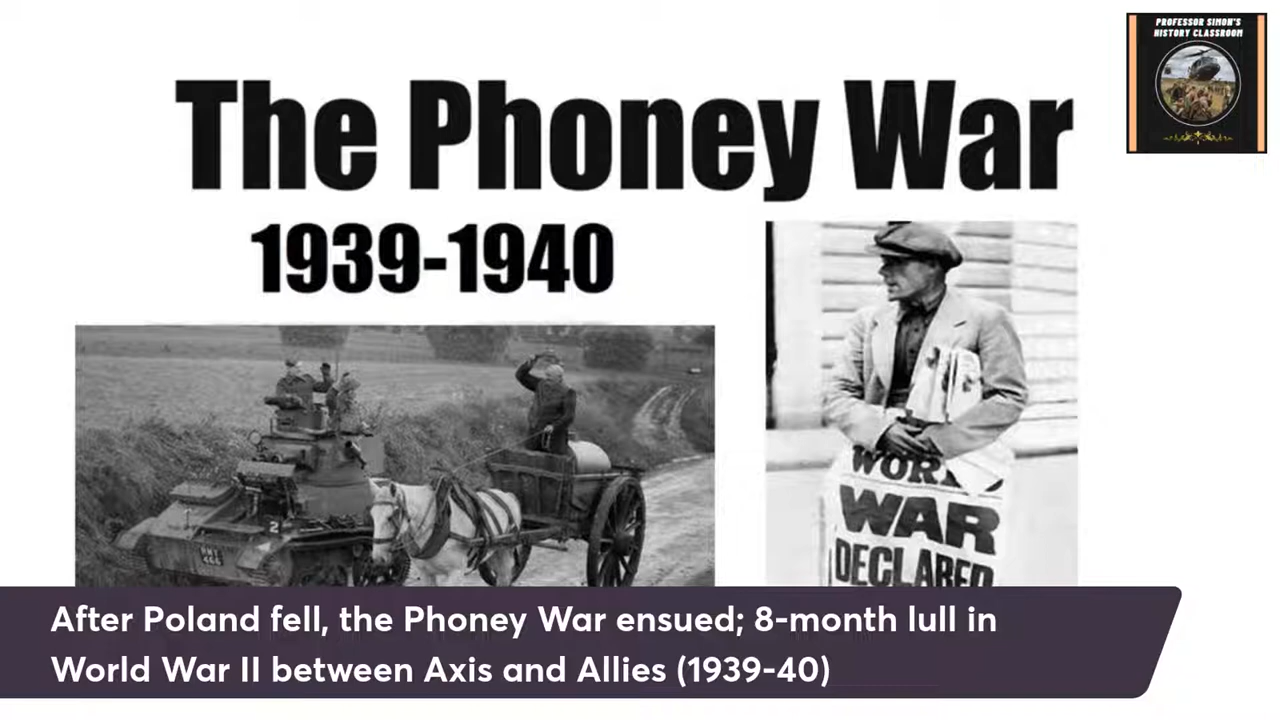 PROFESSOR SIMON'S
HISTORY CLASSROOM
The Phoney War
1939-1940
WAR
DECLARED
2
After Poland fell, the Phoney War ensued; 8-month lull in
World War II between Axis and Allies (1939-40)